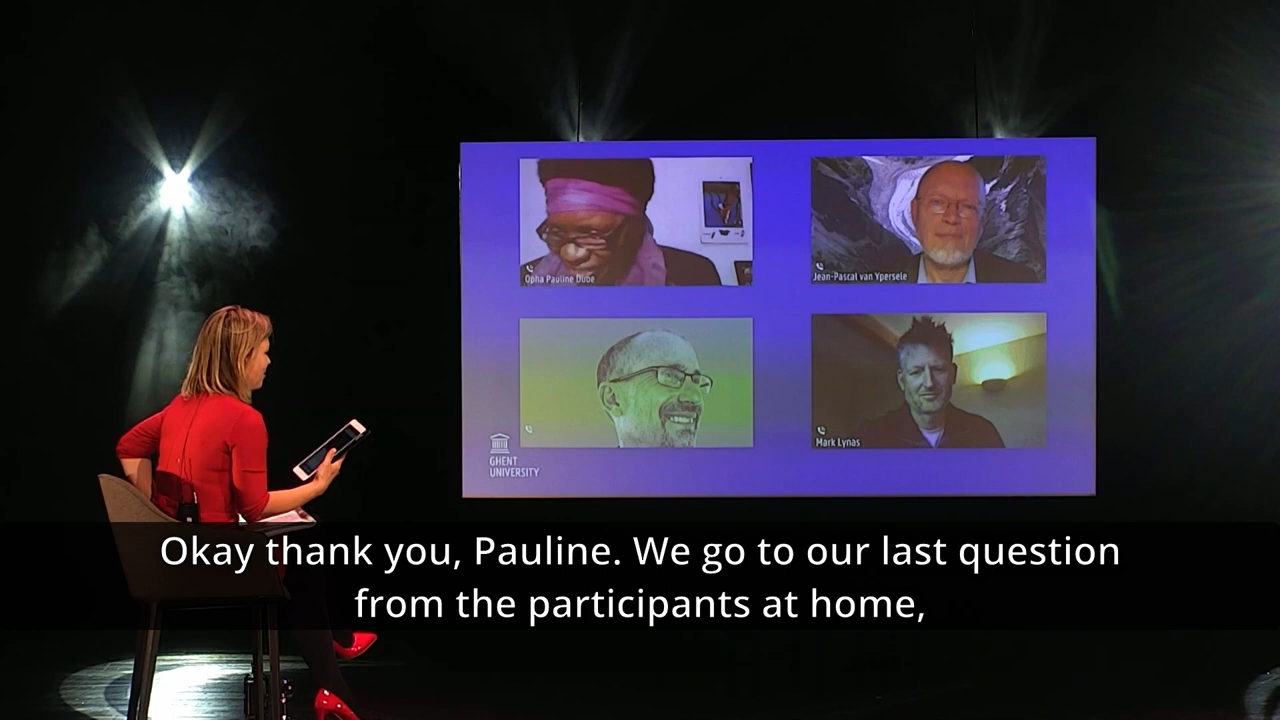 Opha Pauline Dube
Jean-Pascal van Ypersele
Mark Lynas
GHENT
UNIVERSITY
Okay thank you, Pauline. We go to our last question
from the participants at home,